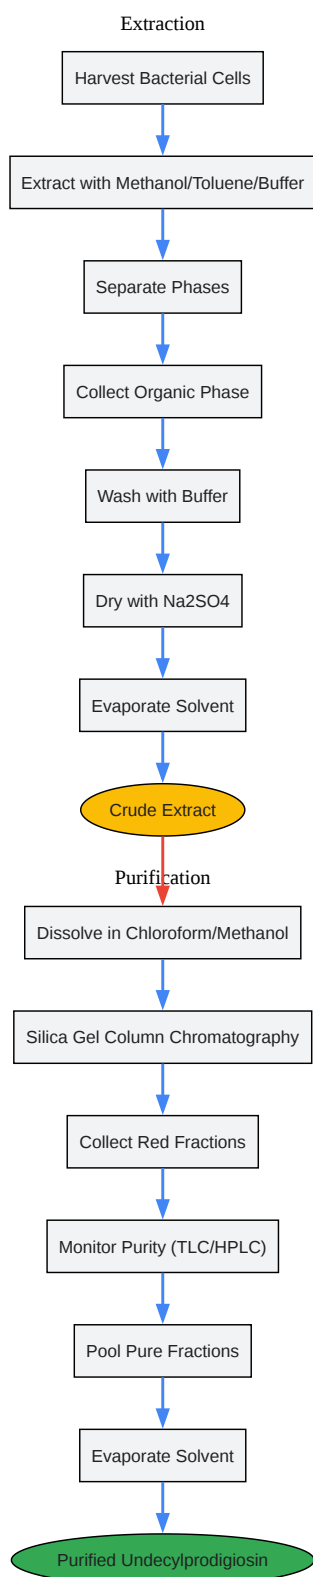 Extraction
Harvest Bacterial Cells
Extract with Methanol/Toluene/Buffer
Separate Phases
Collect Organic Phase
Wash with Buffer
Dry with Na2SO4
Evaporate Solvent
Crude Extract
Purification
Dissolve in Chloroform/Methanol
Silica Gel Column Chromatography
Collect Red Fractions
Monitor Purity (TLC/HPLC)
Pool Pure Fractions
Evaporate Solvent
Purified Undecylprodigiosin